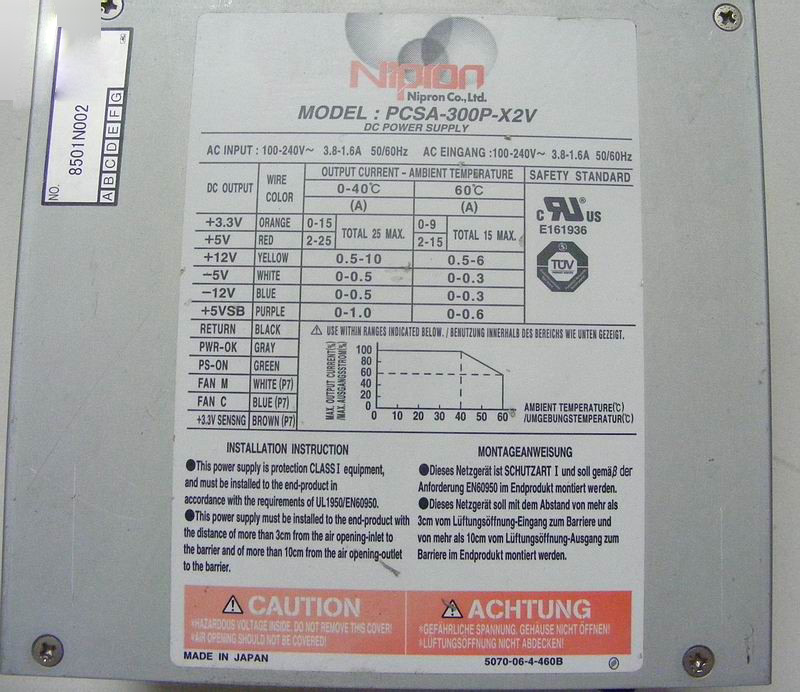 NO. 8501N002
A B C D E F G
Nipron
Nipron Co., Ltd.
MODEL : PCSA-300P-X2V
DC POWER SUPPLY
AC INPUT : 100-240V～ 3.8-1.6A 50/60Hz AC EINGANG : 100-240V～ 3.8-1.6A 50/60Hz
DC OUTPUT WIRE COLOR OUTPUT CURRENT - AMBIENT TEMPERATURE SAFETY STANDARD
0-40℃ 60℃
(A) (A)
+3.3V ORANGE 0-15 TOTAL 25 MAX. 0-9 TOTAL 15 MAX.
+5V RED 2-25 2-15
+12V YELLOW 0.5-10 0.5-6
-5V WHITE 0-0.5 0-0.3
-12V BLUE 0-0.5 0-0.3
+5VSB PURPLE 0-1.0 0-0.6
c RU US
E161936
TÜV
RETURN BLACK
PWR-OK GRAY
PS-ON GREEN
FAN M WHITE (P7)
FAN C BLUE (P7)
+3.3V SENSNG BROWN (P7)
⚠ USE WITHIN RANGES INDICATED BELOW. / BENUTZUNG INNERHALB DES BEREICHS WIE UNTEN GEZEIGT.
MAX. OUTPUT CURRENT(%)
/MAX. AUSGANGSSTROM(%)
100
80
60
40
20
0
0 10 20 30 40 50 60
AMBIENT TEMPERATURE(℃)
/UMGEBUNGSTEMPERATUR(℃)
INSTALLATION INSTRUCTION
●This power supply is protection CLASS I equipment,
and must be installed to the end-product in
accordance with the requirements of UL1950/EN60950.
●This power supply must be installed to the end-product with
the distance of more than 3cm from the air opening-inlet to
the barrier and of more than 10cm from the air opening-outlet
to the barrier.
MONTAGEANWEISUNG
●Dieses Netzgerät ist SCHUTZART I und soll gemäß der
Anforderung EN60950 im Endprodukt montiert werden.
●Dieses Netzgerät soll mit dem Abstand von mehr als
3cm vom Lüftungsöffnung-Eingang zum Barriere und
von mehr als 10cm vom Lüftungsöffnung-Ausgang zum
Barriere im Endprodukt montiert werden.
⚠ CAUTION
*HAZARDOUS VOLTAGE INSIDE. DO NOT REMOVE THIS COVER!
*AIR OPENING SHOULD NOT BE COVERED!
⚠ ACHTUNG
*GEFÄHRLICHE SPANNUNG. GEHÄUSE NICHT ÖFFNEN!
*LÜFTUNGSÖFFNUNG NICHT ABDECKEN!
MADE IN JAPAN
5070-06-4-460B